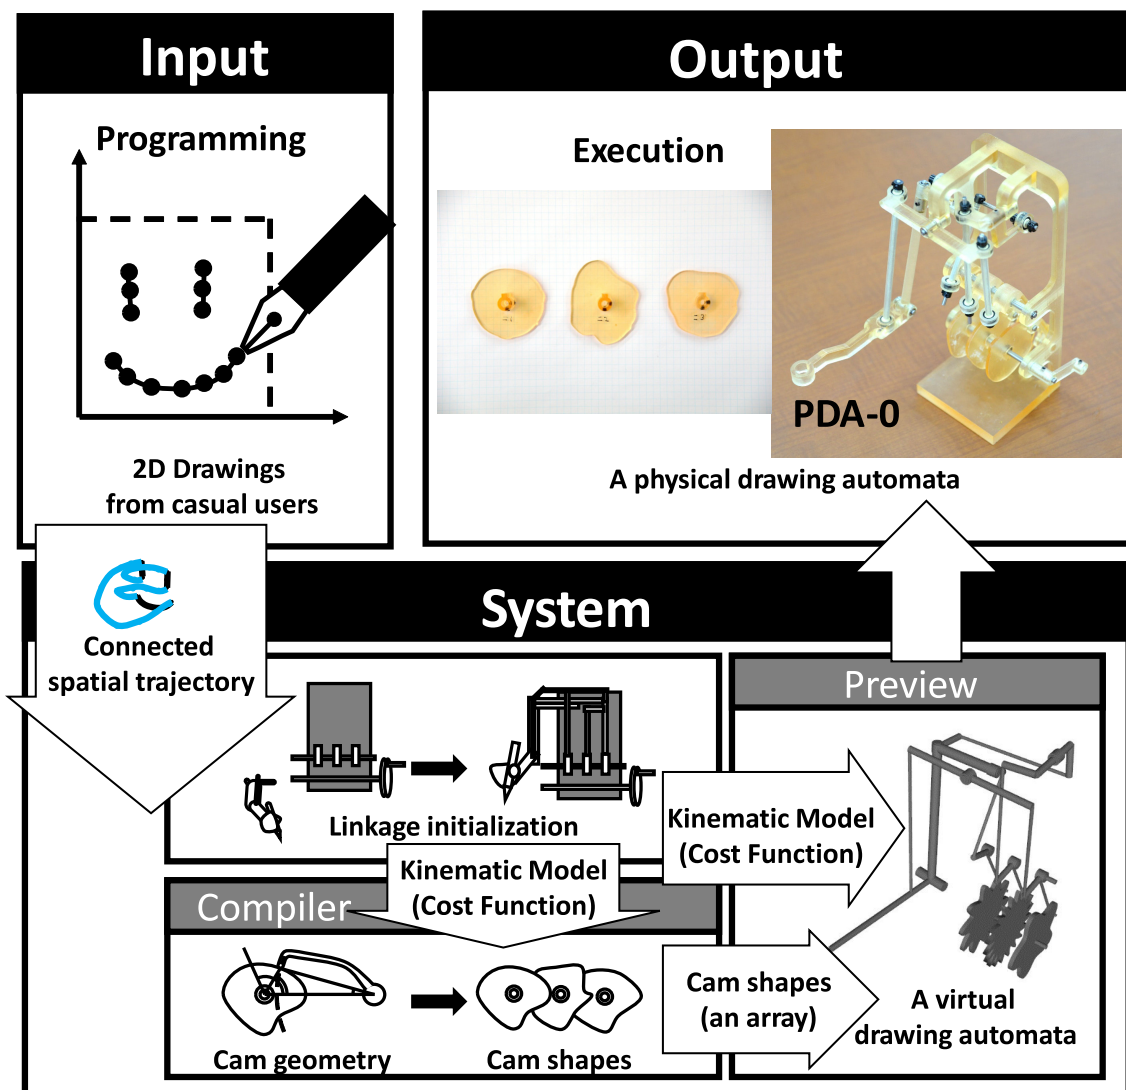 Input
Programming
2D Drawings
from casual users
Output
Execution
PDA-0
A physical drawing automata
System
Connected
spatial trajectory
Linkage initialization
Kinematic Model
(Cost Function)
Compiler
Kinematic Model
(Cost Function)
Cam geometry
Cam shapes
Cam shapes
(an array)
Preview
A virtual
drawing automata